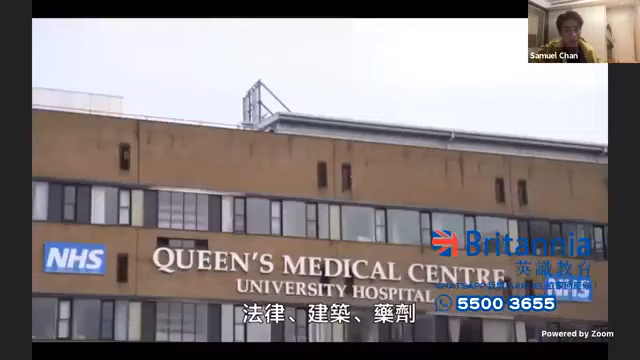 Samuel Chan
NHS
QUEEN'S MEDICAL CENTRE
UNIVERSITY HOSPITAL
NHS
Britannia
英識教育
5500 3655
法律、建築、藥劑
Powered by Zoom